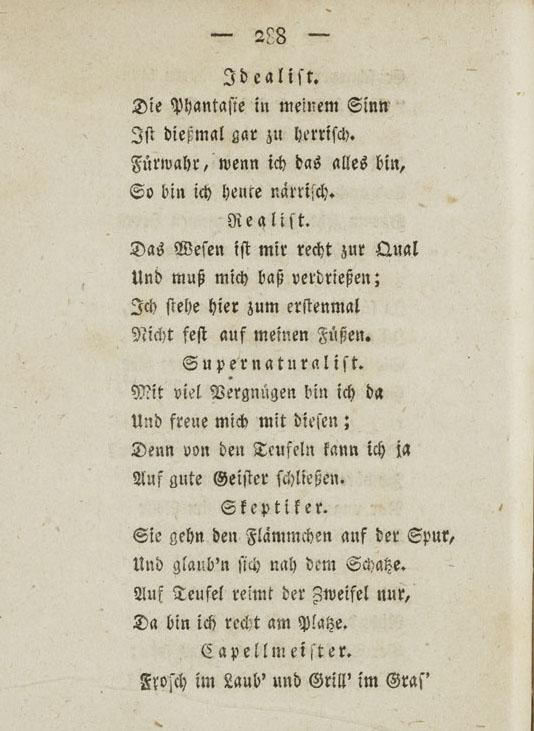 — 288 —
Idealist.
Die Phantasie in meinem Sinn
Ist dießmal gar zu herrisch.
Fürwahr, wenn ich das alles bin,
So bin ich heute närrisch.
Realist.
Das Wesen ist mir recht zur Qual
Und muß mich baß verdrießen;
Ich stehe hier zum erstenmal
Nicht fest auf meinen Füßen.
Supernaturalist.
Mit viel Vergnügen bin ich da
Und freue mich mit diesen;
Denn von den Teufeln kann ich ja
Auf gute Geister schließen.
Skeptiker.
Sie gehn den Flämmchen auf der Spur,
Und glaub'n sich nah dem Schatze.
Auf Teufel reimt der Zweifel nur,
Da bin ich recht am Platze.
Capellmeister.
Frosch im Laub' und Grill' im Gras'